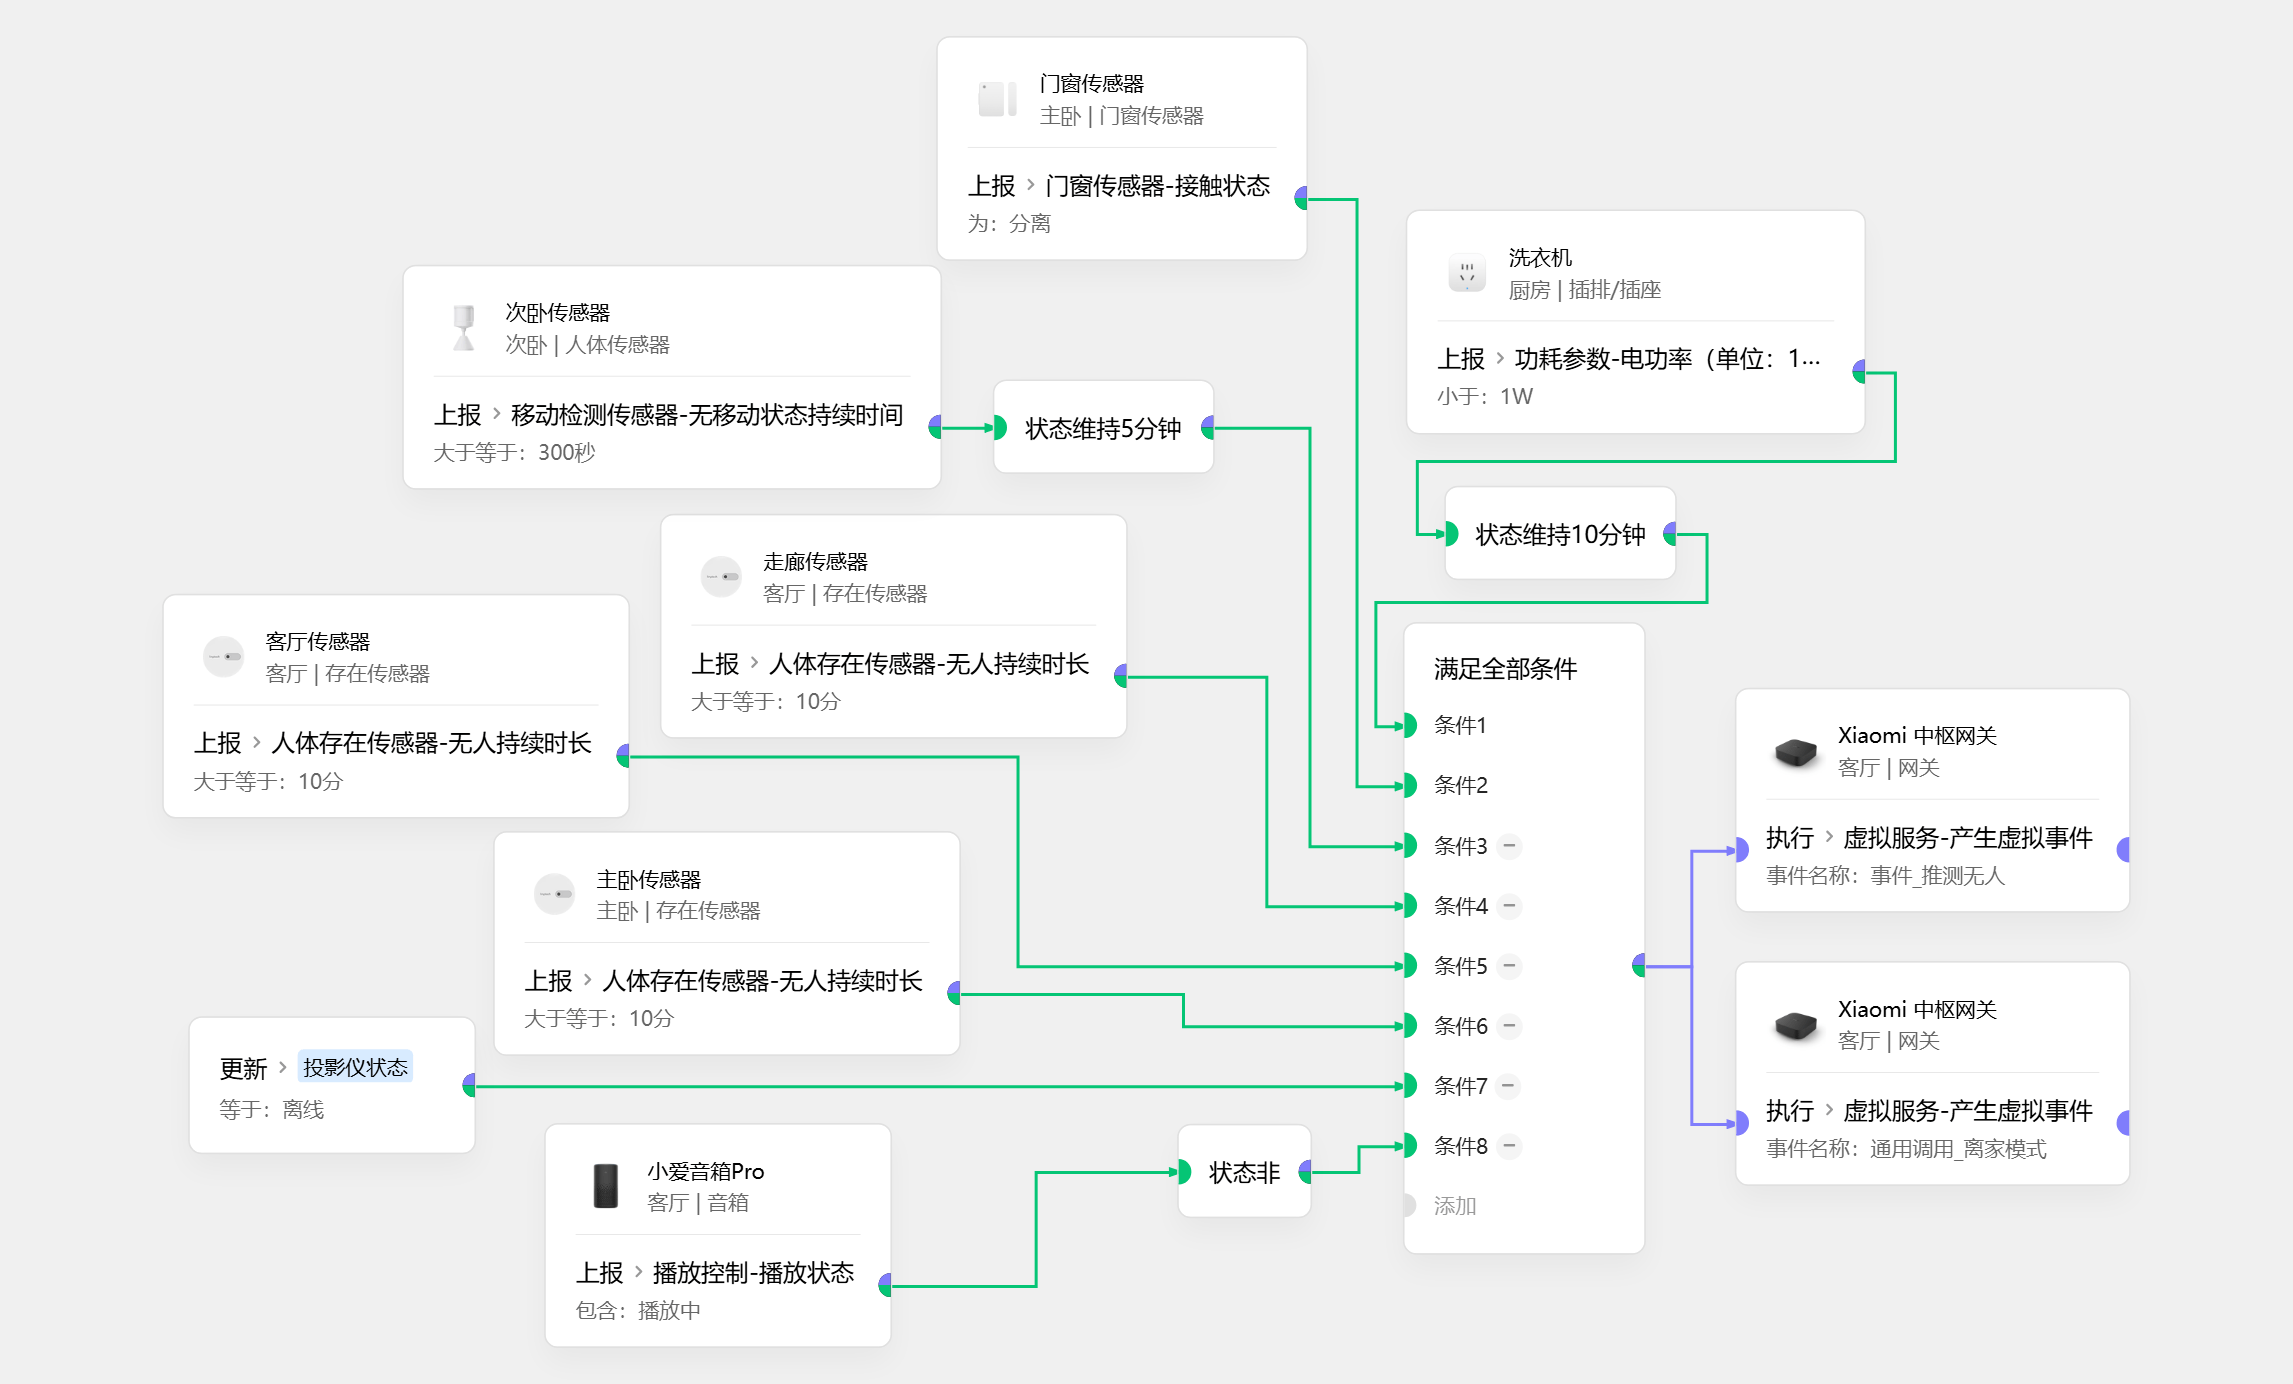 门窗传感器
主卧 | 门窗传感器
上报 > 门窗传感器-接触状态
为：分离
洗衣机
厨房 | 插排/插座
上报 > 功耗参数-电功率（单位：1...
小于：1W
次卧传感器
次卧 | 人体传感器
上报 > 移动检测传感器-无移动状态持续时间
大于等于：300秒
状态维持5分钟
状态维持10分钟
走廊传感器
客厅 | 存在传感器
上报 > 人体存在传感器-无人持续时长
大于等于：10分
客厅传感器
客厅 | 存在传感器
上报 > 人体存在传感器-无人持续时长
大于等于：10分
主卧传感器
主卧 | 存在传感器
上报 > 人体存在传感器-无人持续时长
大于等于：10分
更新 > 投影仪状态
等于：离线
小爱音箱Pro
客厅 | 音箱
上报 > 播放控制-播放状态
包含：播放中
状态非
满足全部条件
条件1
条件2
条件3
条件4
条件5
条件6
条件7
条件8
添加
Xiaomi 中枢网关
客厅 | 网关
执行 > 虚拟服务-产生虚拟事件
事件名称：事件_推测无人
Xiaomi 中枢网关
客厅 | 网关
执行 > 虚拟服务-产生虚拟事件
事件名称：通用调用_离家模式